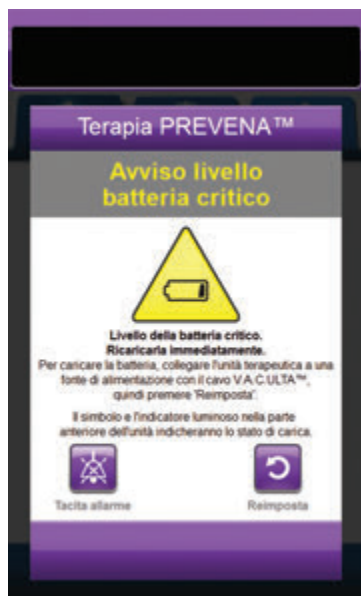 Terapia PREVENA™
Avviso livello
batteria critico
Livello della batteria critico.
Ricaricarla immediatamente.
Per caricare la batteria, collegare l'unità terapeutica a una
fonte di alimentazione con il cavo V.A.C.ULTA™,
quindi premere 'Reimposta'.
Il simbolo e l'indicatore luminoso nella parte
anteriore dell'unità indicheranno lo stato di carica.
Tacita allarme
Reimposta